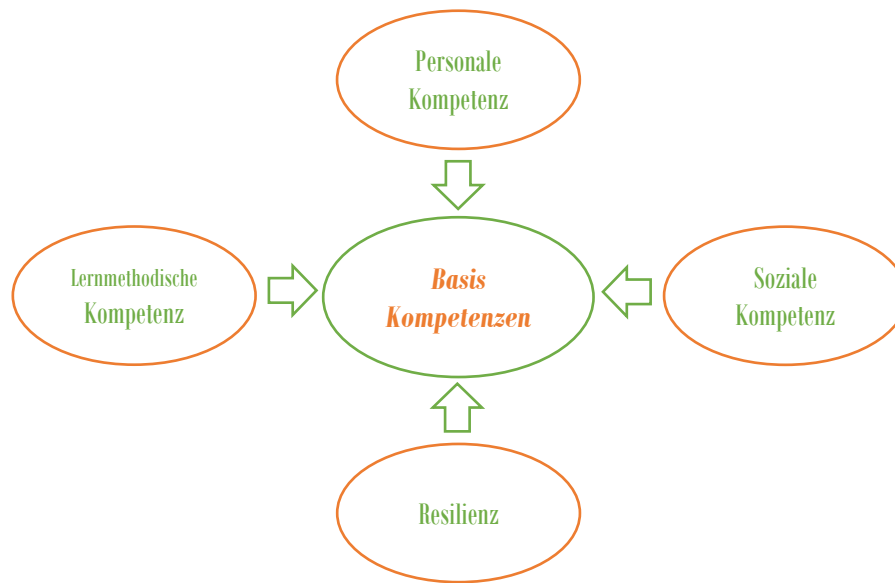 Personale
Kompetenz
Lernmethodische
Kompetenz
Basis
Kompetenzen
Soziale
Kompetenz
Resilienz